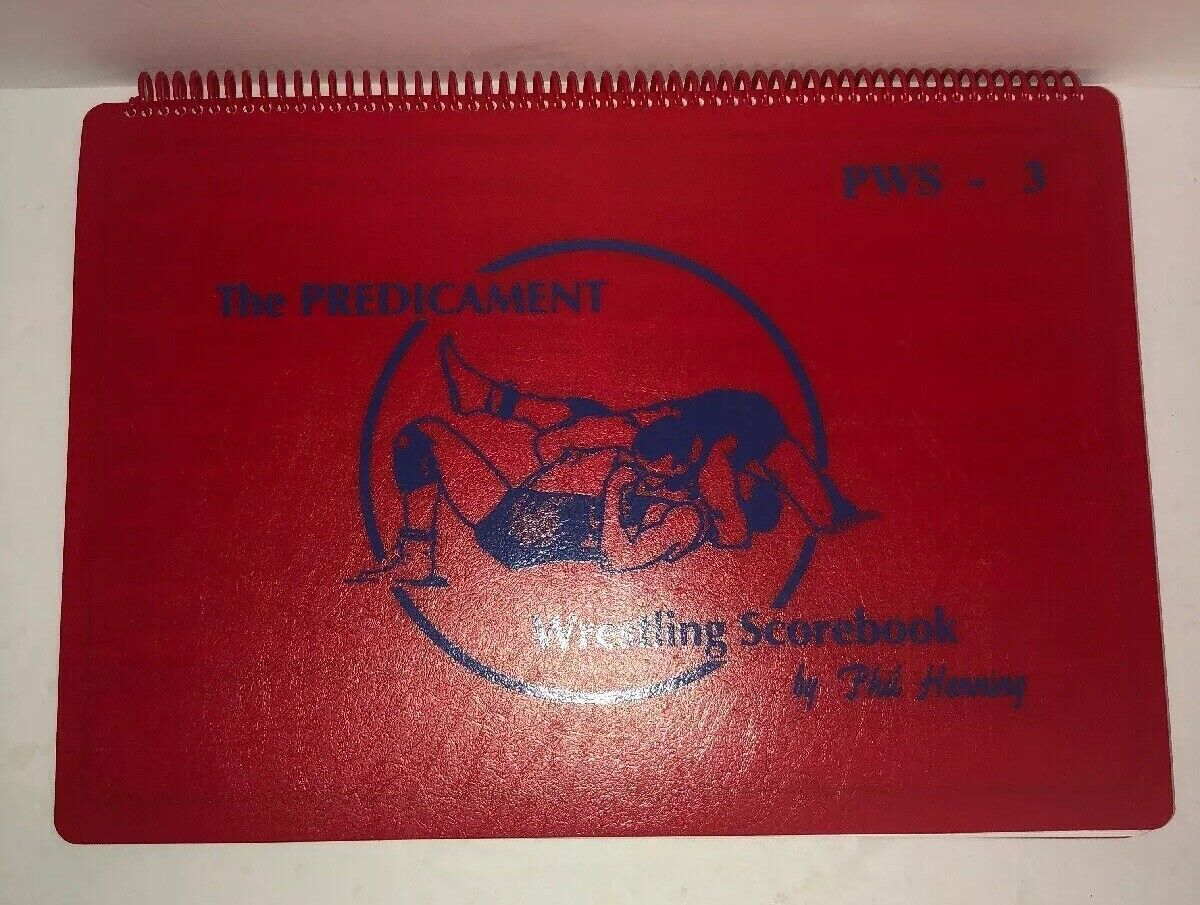 PWS - 3
The PREDICAMENT
Wrestling Scorebook
by Phil Henning